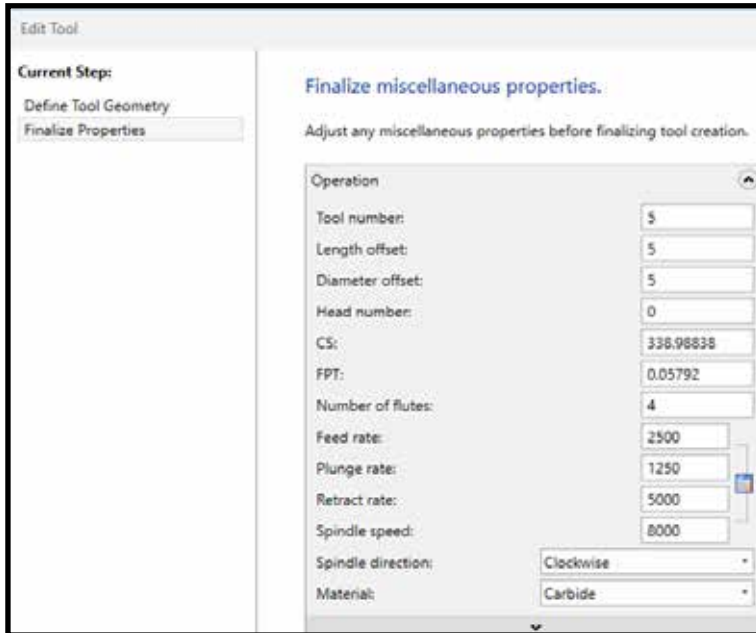 Edit Tool
Current Step:
Define Tool Geometry
Finalize Properties
Finalize miscellaneous properties.
Adjust any miscellaneous properties before finalizing tool creation.
Operation
Tool number: 5
Length offset: 5
Diameter offset: 5
Head number: 0
CS: 338.98838
FPT: 0.05792
Number of flutes: 4
Feed rate: 2500
Plunge rate: 1250
Retract rate: 5000
Spindle speed: 8000
Spindle direction: Clockwise
Material: Carbide